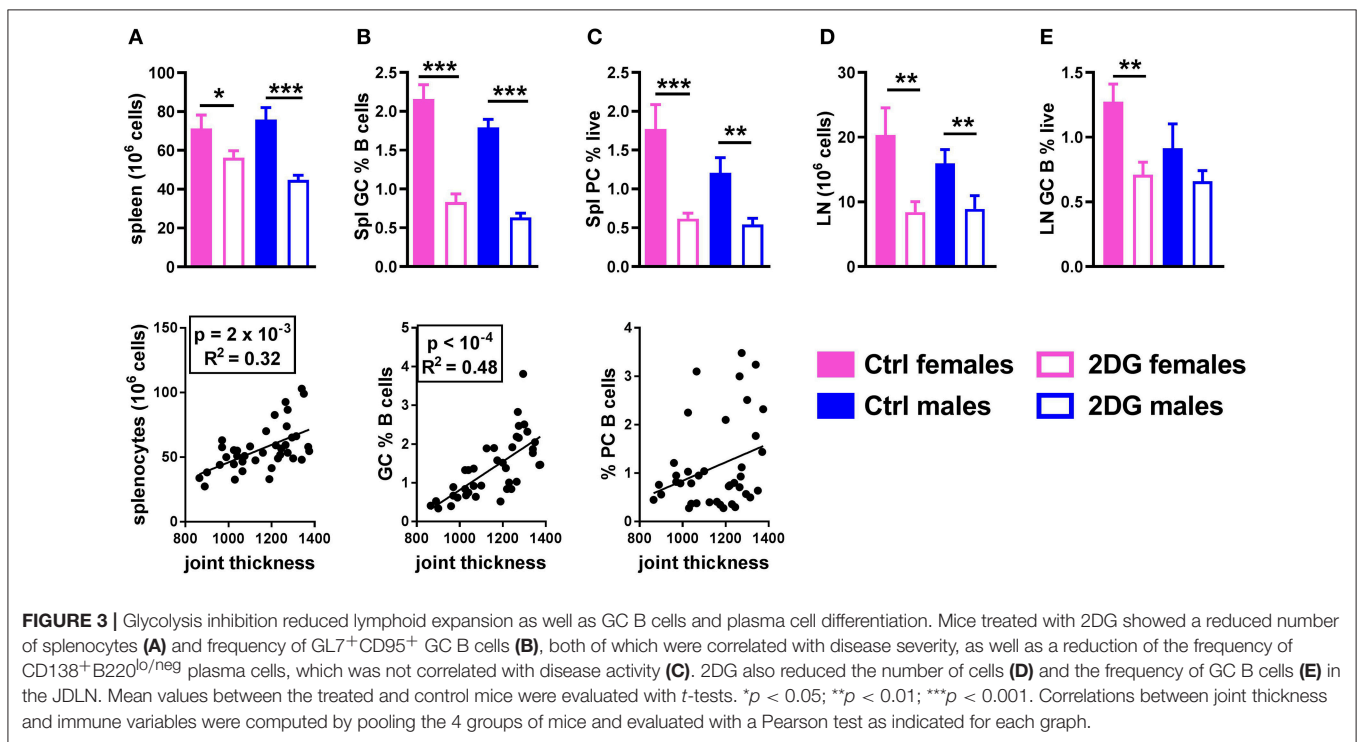 A
B
C
D
E
spleen (10⁶ cells)
100
80
60
40
20
0
*
***
Spl GC % B cells
2.5
2.0
1.5
1.0
0.5
0.0
***
***
Spl PC % live
2.5
2.0
1.5
1.0
0.5
0.0
***
**
LN (10⁶ cells)
30
20
10
0
**
**
LN GC B % live
1.5
1.0
0.5
0.0
**
splenocytes (10⁶ cells)
150
100
50
0
p = 2 x 10⁻³
R² = 0.32
800 1000 1200 1400
joint thickness
GC % B cells
5
4
3
2
1
0
p < 10⁻⁴
R² = 0.48
800 1000 1200 1400
joint thickness
% PC B cells
4
3
2
1
0
800 1000 1200 1400
joint thickness
Ctrl females
2DG females
Ctrl males
2DG males
FIGURE 3 | Glycolysis inhibition reduced lymphoid expansion as well as GC B cells and plasma cell differentiation. Mice treated with 2DG showed a reduced number
of splenocytes (A) and frequency of GL7⁺CD95⁺ GC B cells (B), both of which were correlated with disease severity, as well as a reduction of the frequency of
CD138⁺B220ˡᵒ/ⁿᵉᵍ plasma cells, which was not correlated with disease activity (C). 2DG also reduced the number of cells (D) and the frequency of GC B cells (E) in
the JDLN. Mean values between the treated and control mice were evaluated with t-tests. *p < 0.05; **p < 0.01; ***p < 0.001. Correlations between joint thickness
and immune variables were computed by pooling the 4 groups of mice and evaluated with a Pearson test as indicated for each graph.